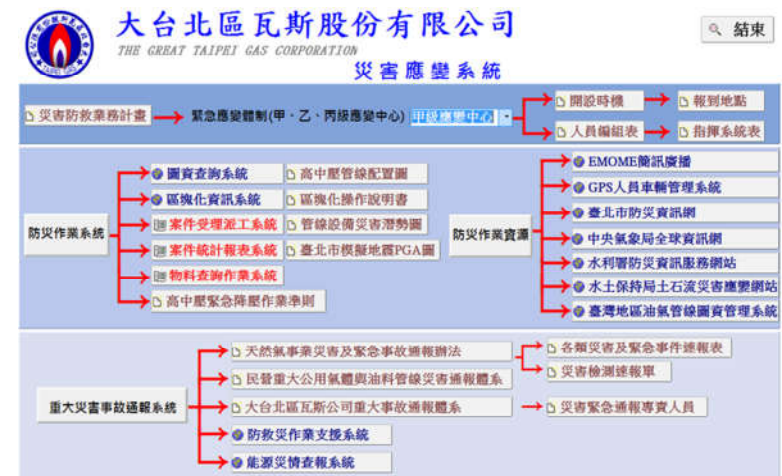 大台北區瓦斯股份有限公司
THE GREAT TAIPEI GAS CORPORATION
災害應變系統
結束
災害防救業務計畫
緊急應變體制(甲、乙、丙級應變中心)
甲級應變中心
開設時機
報到地點
人員編組表
指揮系統表
防災作業系統
圖資查詢系統
高中壓管線配置圖
區塊化資訊系統
區塊化操作說明書
案件受理派工系統
管線設備災害潛勢圖
案件統計報表系統
臺北市模擬地震PGA圖
物料查詢作業系統
高中壓緊急降壓作業準則
防災作業資源
EMOME簡訊廣播
GPS人員車輛管理系統
臺北市防災資訊網
中央氣象局全球資訊網
水利署防災資訊服務網站
水土保持局土石流災害應變網站
臺灣地區油氣管線圖資管理系統
重大災害事故通報系統
天然氣事業災害及緊急事故通報辦法
各類災害及緊急事件速報表
災害檢測速報單
民營重大公用氣體與油料管線災害通報體系
大台北區瓦斯公司重大事故通報體系
災害緊急通報專責人員
防救災作業支援系統
能源災情查報系統